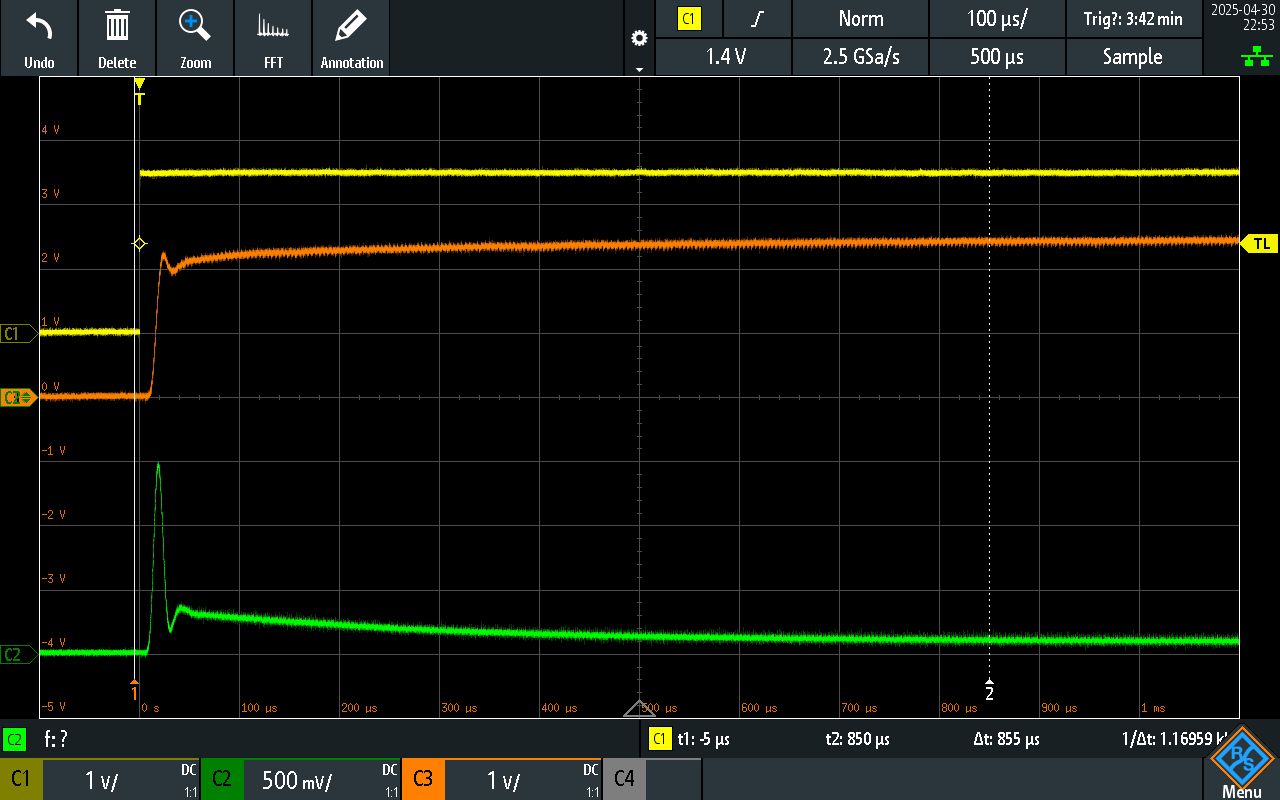 Undo Delete Zoom FFT Annotation
C1 Norm 100 µs/ Trig?: 3:42 min 2025-04-30
22:53
1.4 V 2.5 GSa/s 500 µs Sample
T
4 V
3 V
TL
2 V
1 V
C1
0 V
-1 V
-2 V
-3 V
-4 V
C2
1 2
-5 V 0 s 100 µs 200 µs 300 µs 400 µs 500 µs 600 µs 700 µs 800 µs 900 µs 1 ms
C2 f: ? C1 t1: -5 µs t2: 850 µs Δt: 855 µs 1/Δt: 1.16959
C1 1 V/ DC 1:1 C2 500 mV/ DC 1:1 C3 1 V/ DC 1:1 C4
R S
Menu